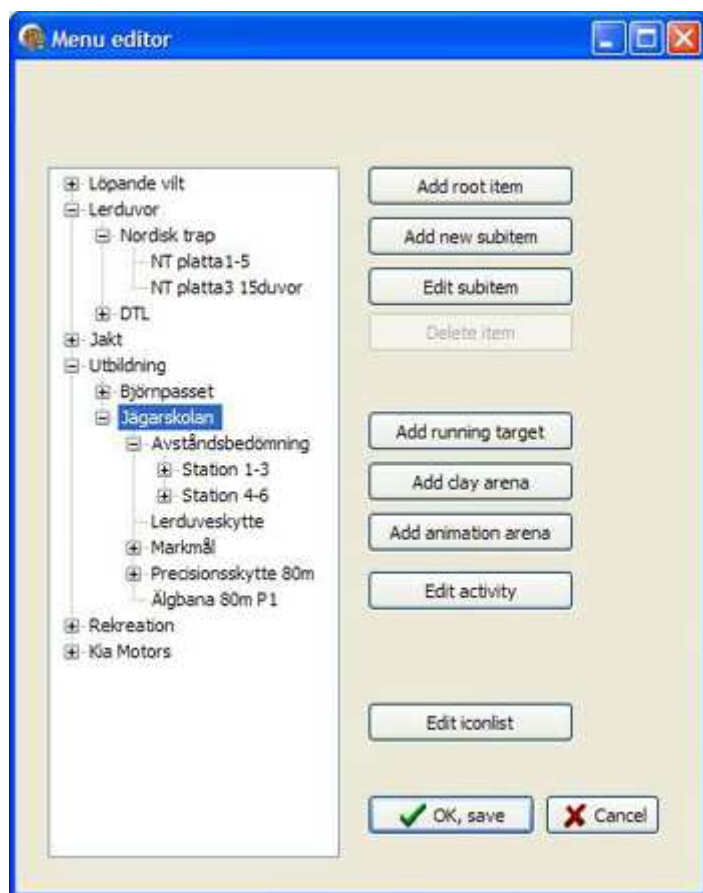 Menu editor
Löpande vilt
Lerduvor
Nordisk trap
NT platta1-5
NT platta3 15duvor
DTL
Jakt
Utbildning
Björnpasset
Jägarskolan
Avståndsbedömning
Station 1-3
Station 4-6
Lerduveskytte
Markmål
Precisionsskytte 80m
Älgbana 80m P1
Rekreation
Kia Motors
Add root item
Add new subitem
Edit subitem
Delete item
Add running target
Add clay arena
Add animation arena
Edit activity
Edit iconlist
OK, save
Cancel